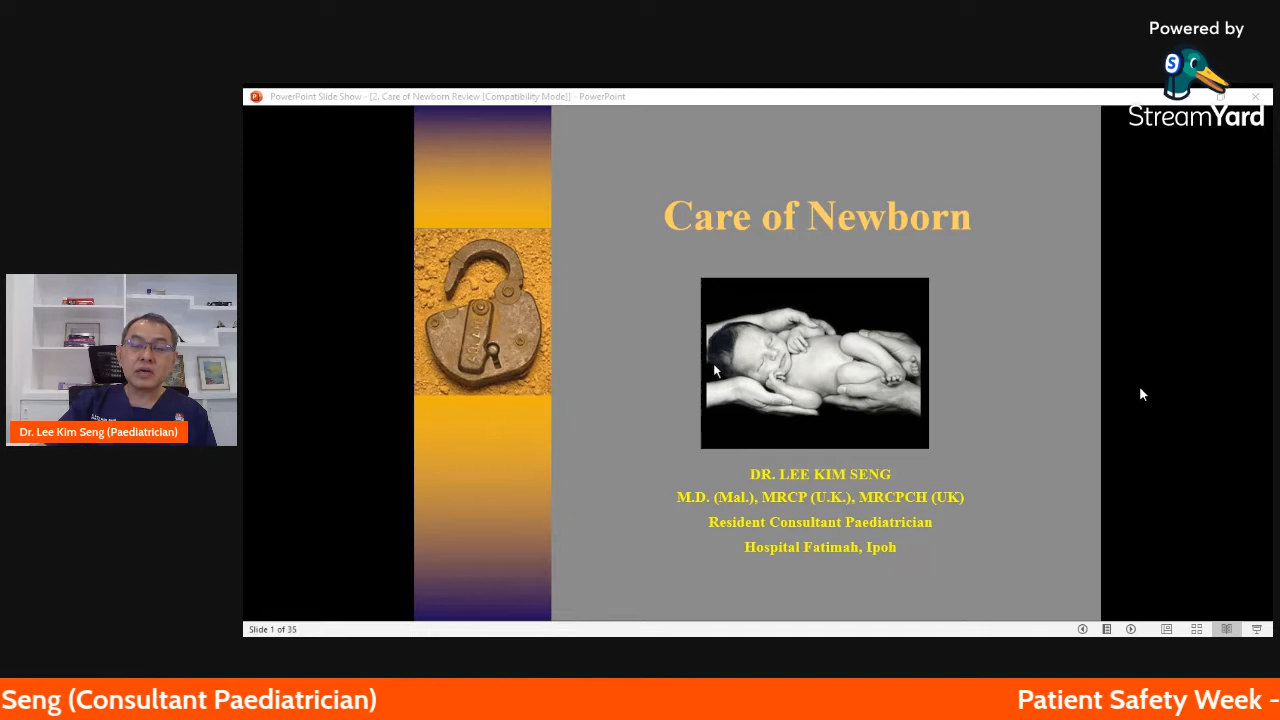 Powered by
S
StreamYard
PowerPoint Slide Show - [2. Care of Newborn Review [Compatibility Mode]] - PowerPoint
Care of Newborn
DR. LEE KIM SENG
M.D. (Mal.), MRCP (U.K.), MRCPCH (UK)
Resident Consultant Paediatrician
Hospital Fatimah, Ipoh
Dr. Lee Kim Seng (Paediatrician)
Slide 1 of 35
Seng (Consultant Paediatrician)
Patient Safety Week -